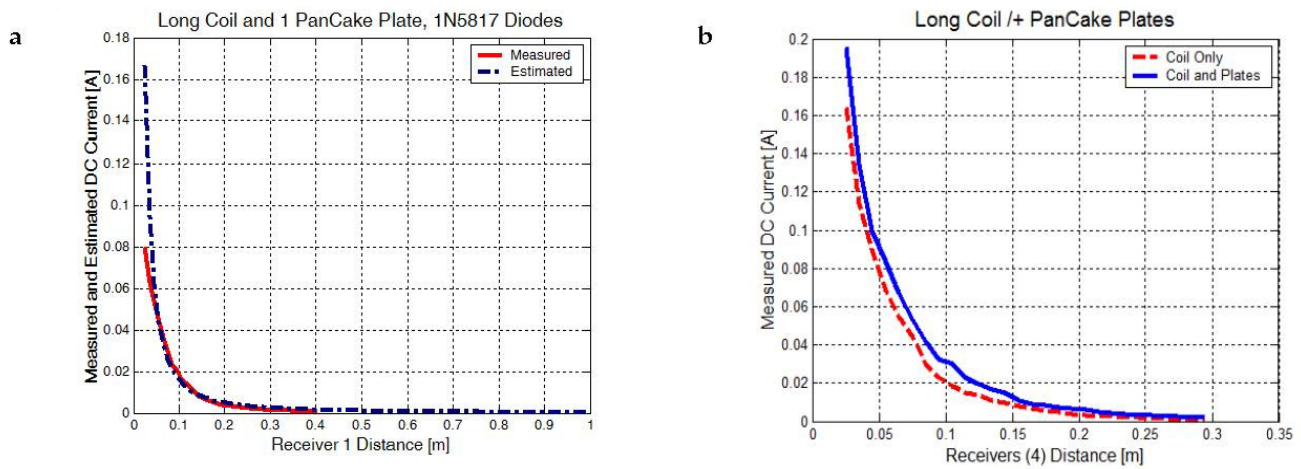 a
Long Coil and 1 PanCake Plate, 1N5817 Diodes
Measured and Estimated DC Current [A]
0.18
0.16
0.14
0.12
0.1
0.08
0.06
0.04
0.02
0
Measured
Estimated
0 0.1 0.2 0.3 0.4 0.5 0.6 0.7 0.8 0.9 1
Receiver 1 Distance [m]
b
Long Coil /+ PanCake Plates
Measured DC Current [A]
0.2
0.18
0.16
0.14
0.12
0.1
0.08
0.06
0.04
0.02
0
Coil Only
Coil and Plates
0 0.05 0.1 0.15 0.2 0.25 0.3 0.35
Receivers (4) Distance [m]